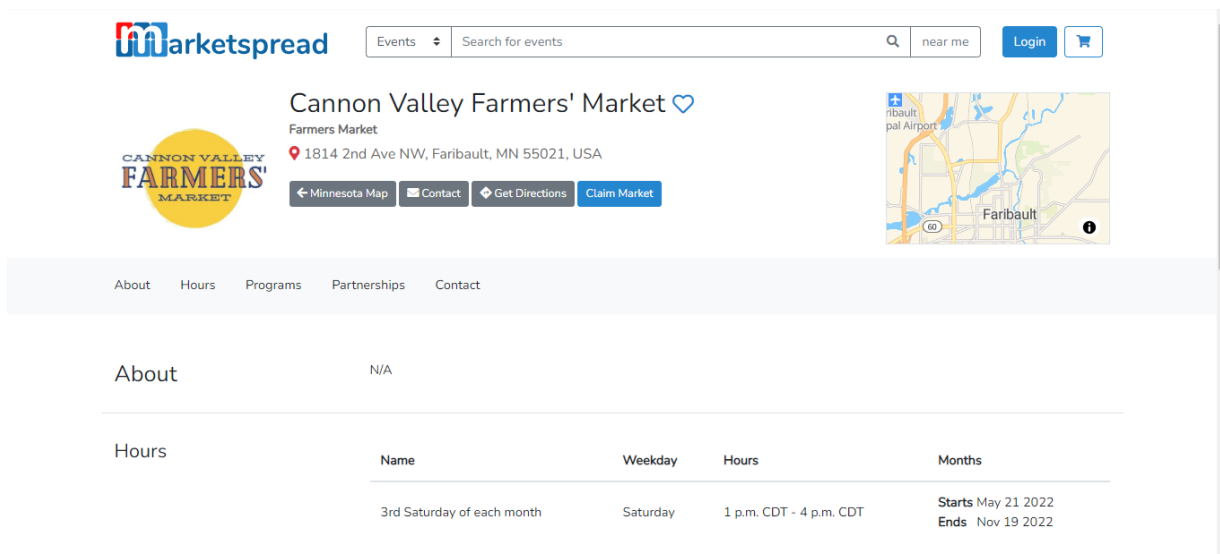 marketspread
Events
Search for events
near me
Login
Cannon Valley Farmers' Market
Farmers Market
1814 2nd Ave NW, Faribault, MN 55021, USA
CANNON VALLEY
FARMERS'
MARKET
Minnesota Map
Contact
Get Directions
Claim Market
ribault
pal Airport
Faribault
60
About Hours Programs Partnerships Contact
About
N/A
Hours
Name Weekday Hours Months
3rd Saturday of each month Saturday 1 p.m. CDT - 4 p.m. CDT Starts May 21 2022
Ends Nov 19 2022